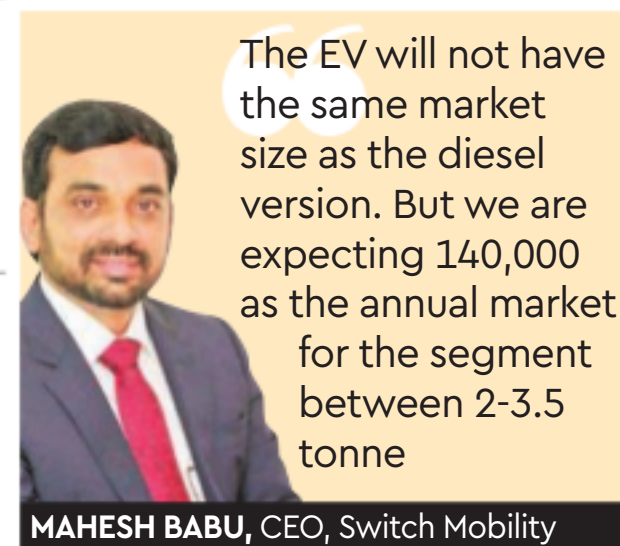 The EV will not have
the same market
size as the diesel
version. But we are
expecting 140,000
as the annual market
for the segment
between 2-3.5
tonne
MAHESH BABU, CEO, Switch Mobility